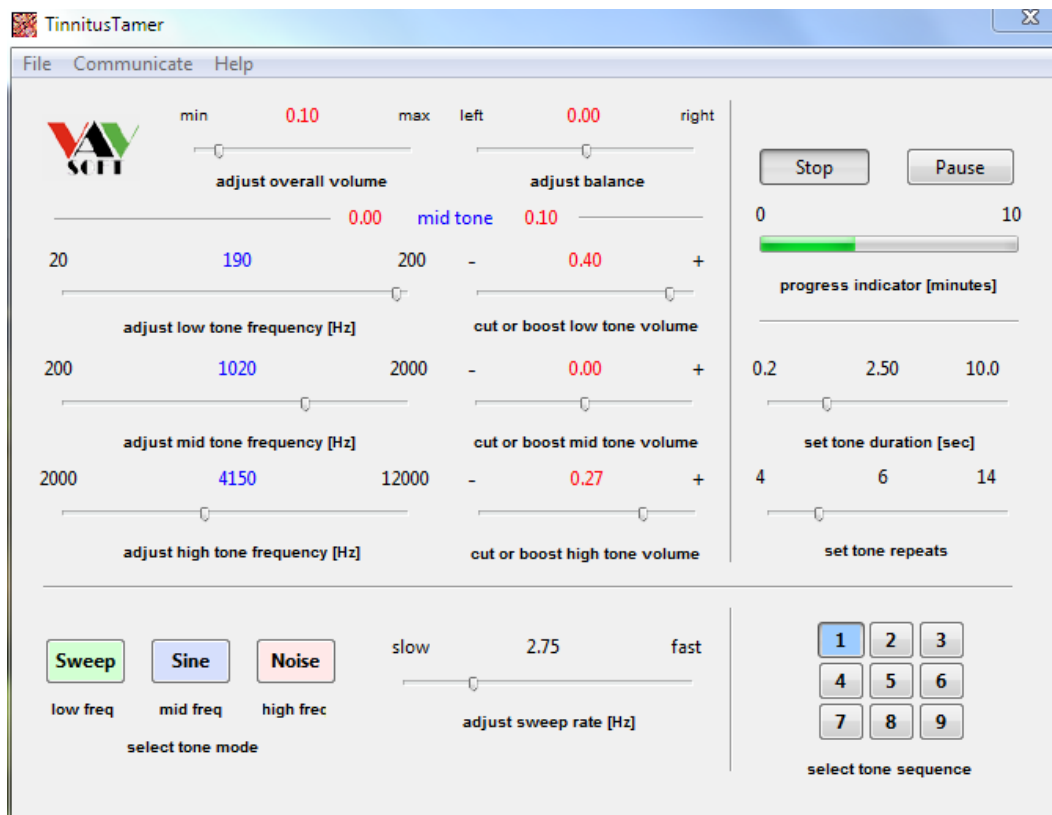 TinnitusTamer
X
File Communicate Help
VAV
SOFT
min 0.10 max left 0.00 right
adjust overall volume adjust balance
Stop Pause
0.00 mid tone 0.10
0 10
20 190 200 - 0.40 +
progress indicator [minutes]
adjust low tone frequency [Hz] cut or boost low tone volume
200 1020 2000 - 0.00 +
0.2 2.50 10.0
adjust mid tone frequency [Hz] cut or boost mid tone volume
set tone duration [sec]
2000 4150 12000 - 0.27 +
4 6 14
adjust high tone frequency [Hz] cut or boost high tone volume
set tone repeats
Sweep Sine Noise
low freq mid freq high freq
select tone mode
slow 2.75 fast
adjust sweep rate [Hz]
1 2 3
4 5 6
7 8 9
select tone sequence